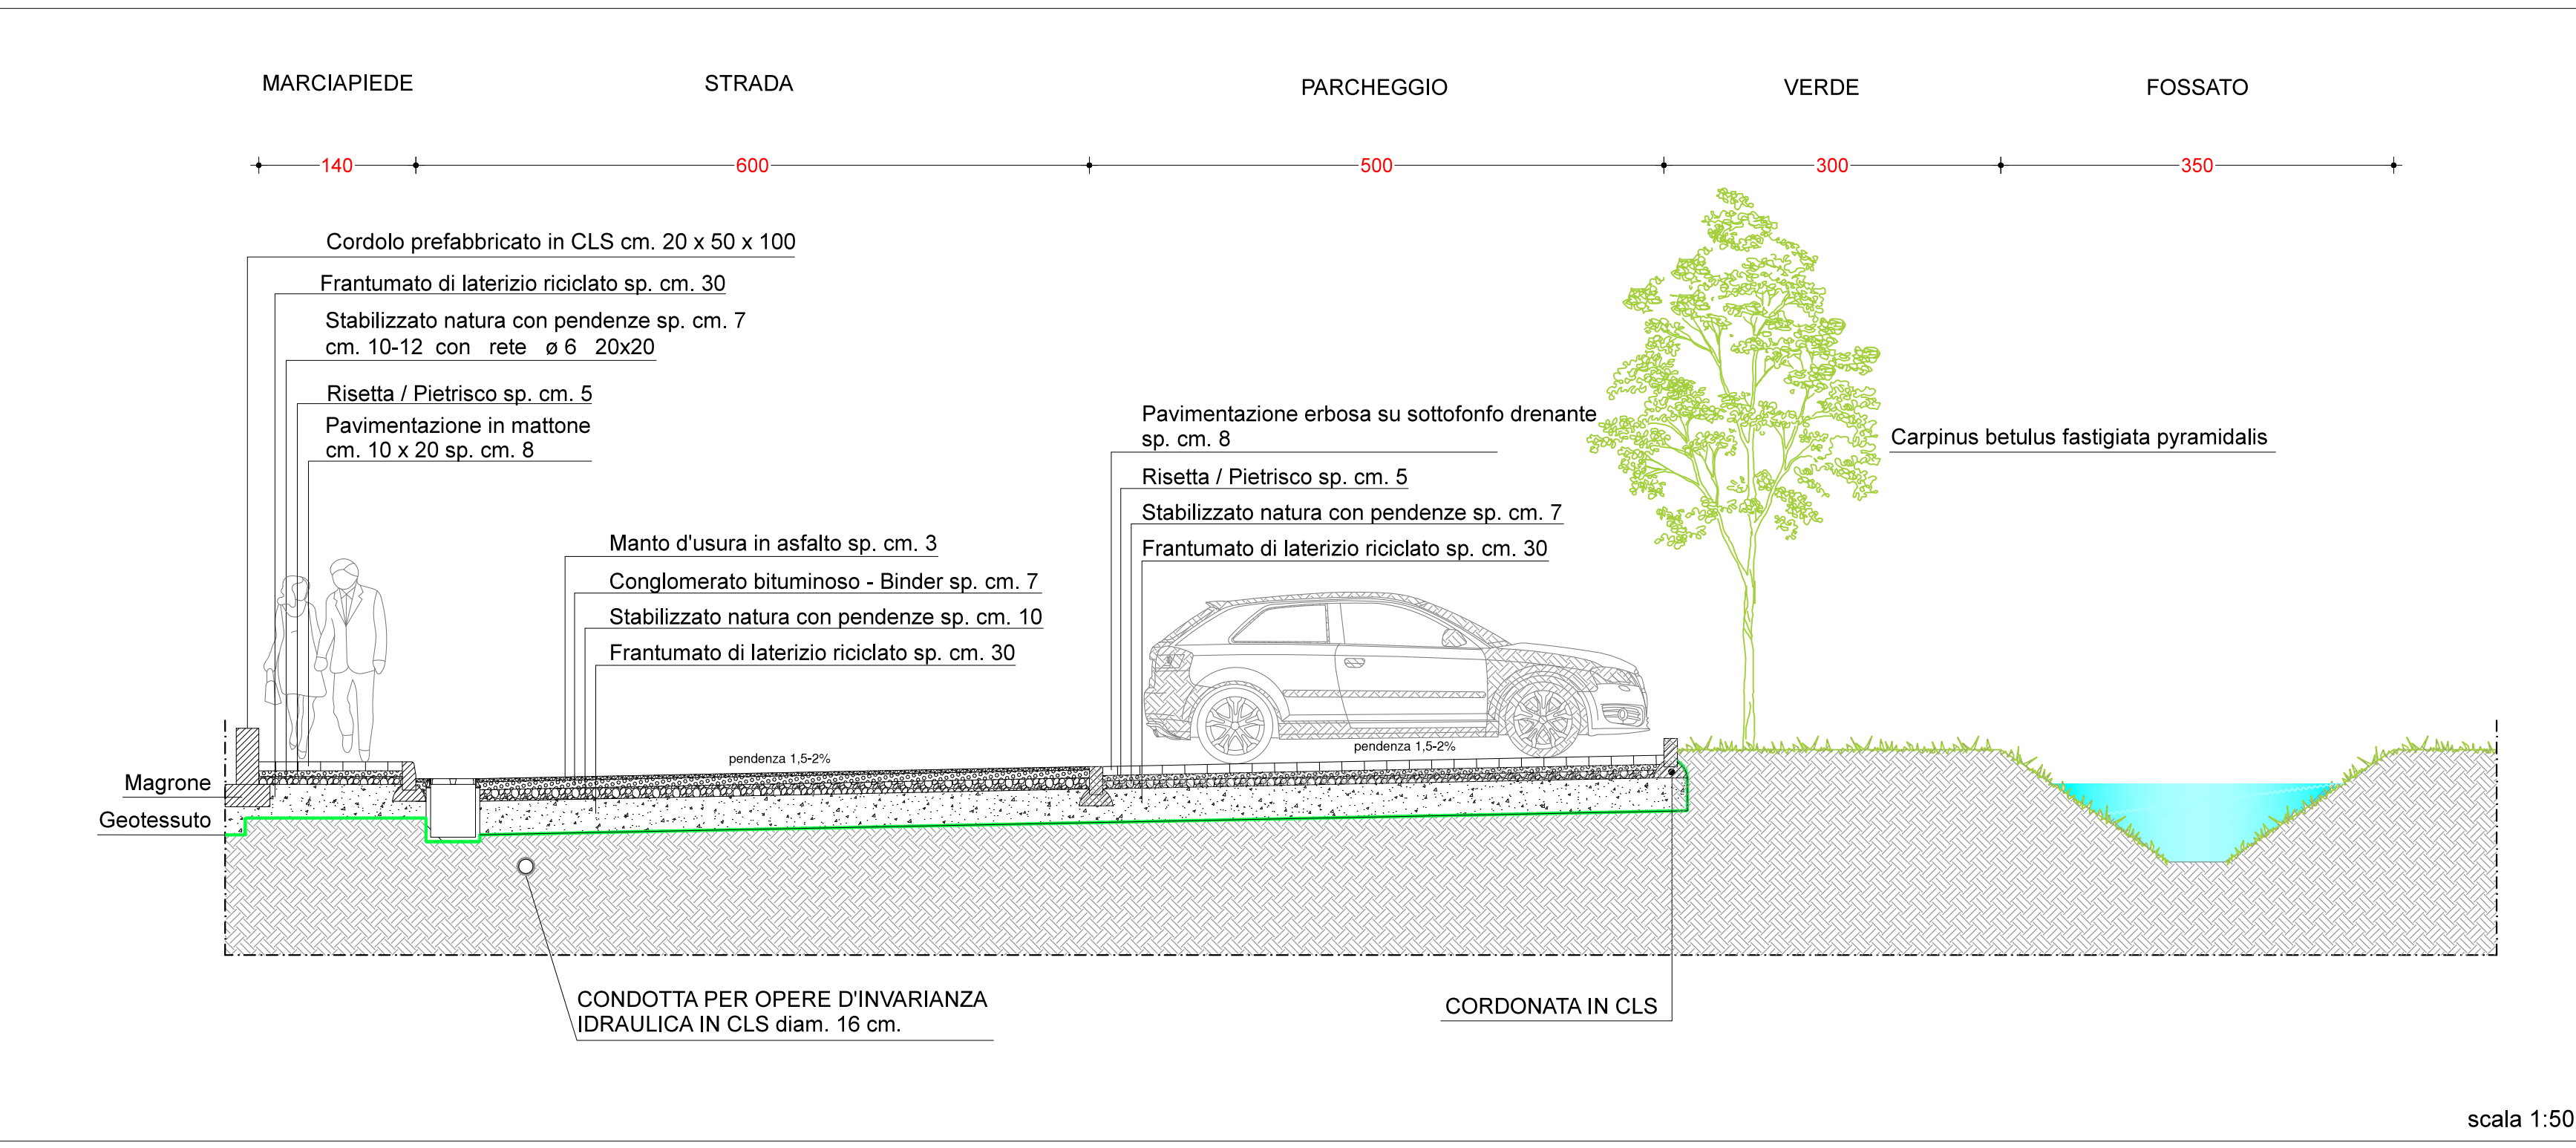 MARCIAPIEDE
STRADA
PARCHEGGIO
VERDE
FOSSATO
140
600
500
300
350
Cordolo prefabbricato in CLS cm. 20 x 50 x 100
Frantumato di laterizio riciclato sp. cm. 30
Stabilizzato natura con pendenze sp. cm. 7
cm. 10-12 con rete ø 6 20x20
Risetta / Pietrisco sp. cm. 5
Pavimentazione in mattone
cm. 10 x 20 sp. cm. 8
Manto d'usura in asfalto sp. cm. 3
Conglomerato bituminoso - Binder sp. cm. 7
Stabilizzato natura con pendenze sp. cm. 10
Frantumato di laterizio riciclato sp. cm. 30
Pavimentazione erbosa su sottofonfo drenante
sp. cm. 8
Risetta / Pietrisco sp. cm. 5
Stabilizzato natura con pendenze sp. cm. 7
Frantumato di laterizio riciclato sp. cm. 30
Carpinus betulus fastigiata pyramidalis
pendenza 1,5-2%
pendenza 1,5-2%
Magrone
Geotessuto
CONDOTTA PER OPERE D'INVARIANZA
IDRAULICA IN CLS diam. 16 cm.
CORDONATA IN CLS
scala 1:50